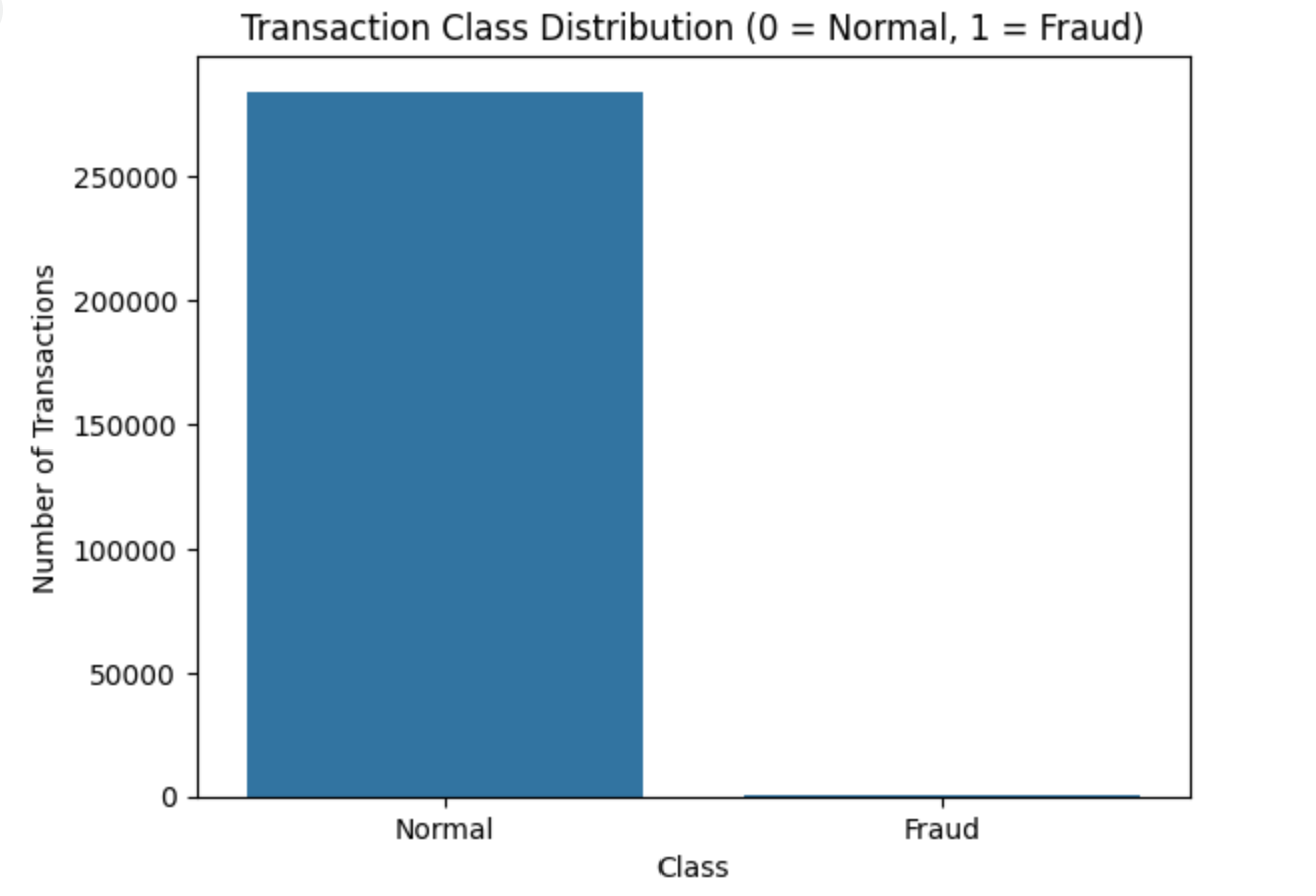 Transaction Class Distribution (0 = Normal, 1 = Fraud)
Number of Transactions
250000
200000
150000
100000
50000
0
Normal Fraud
Class